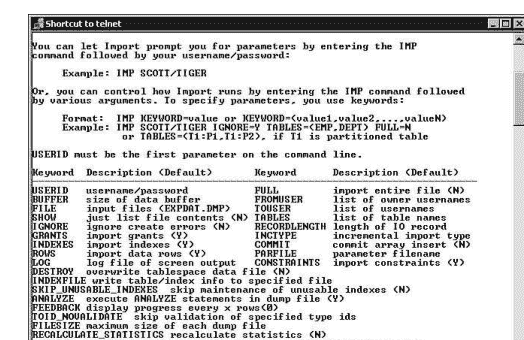 Shortcut to telnet
You can let Import prompt you for parameters by entering the IMP
command followed by your username/password:
Example: IMP SCOTT/TIGER
Or, you can control how Import runs by entering the IMP command followed
by various arguments. To specify parameters, you use keywords:
Format: IMP KEYWORD=value or KEYWORD=(value1,value2,...,valueN)
Example: IMP SCOTT/TIGER IGNORE=Y TABLES=(EMP,DEPT) FULL=N
or TABLES=(T1:P1,T1:P2), if T1 is partitioned table
USERID must be the first parameter on the command line.
Keyword Description (Default) Keyword Description (Default)
USERID username/password FULL import entire file (N)
BUFFER size of data buffer FROMUSER list of owner usernames
FILE input files (EXPDAT.DMP) TOUSER list of usernames
SHOW just list file contents (N) TABLES list of table names
IGNORE ignore create errors (N) RECORDLENGTH length of IO record
GRANTS import grants (Y) INCTYPE incremental import type
INDEXES import indexes (Y) COMMIT commit array insert (N)
ROWS import data rows (Y) PARFILE parameter filename
LOG log file of screen output CONSTRAINTS import constraints (Y)
DESTROY overwrite tablespace data file (N)
INDEXFILE write table/index info to specified file
SKIP_UNUSABLE_INDEXES skip maintenance of unusable indexes (N)
ANALYZE execute ANALYZE statements in dump file (Y)
FEEDBACK display progress every x rows(0)
TOID_NOVALIDATE skip validation of specified type ids
FILESIZE maximum size of each dump file
RECALCULATE_STATISTICS recalculate statistics (N)